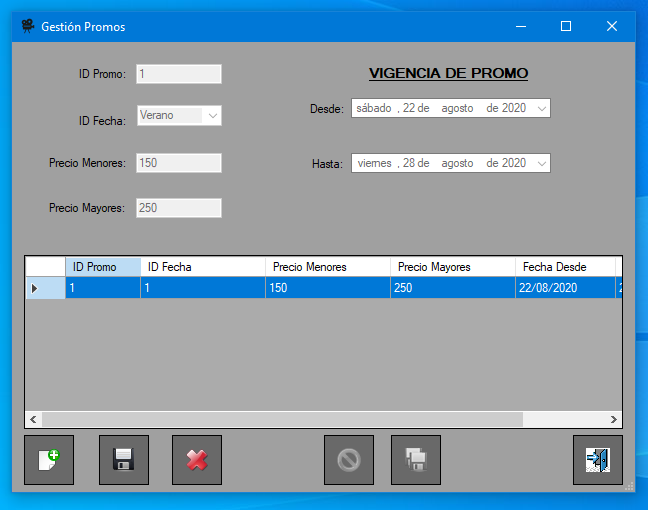 Gestión Promos
ID Promo: 1
VIGENCIA DE PROMO
ID Fecha: Verano
Desde: sábado , 22 de agosto de 2020
Precio Menores: 150
Hasta: viernes , 28 de agosto de 2020
Precio Mayores: 250
ID Promo ID Fecha Precio Menores Precio Mayores Fecha Desde
1 1 150 250 22/08/2020